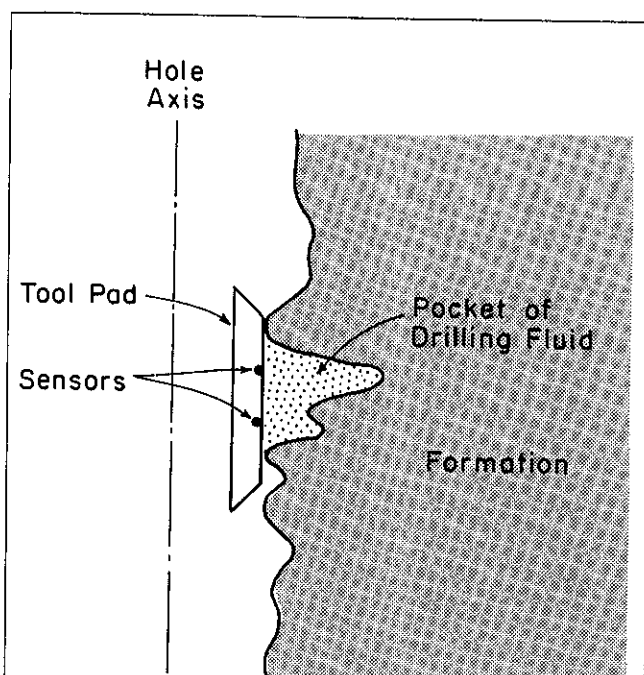 Hole
Axis
Tool Pad
Pocket of
Drilling Fluid
Sensors
Formation